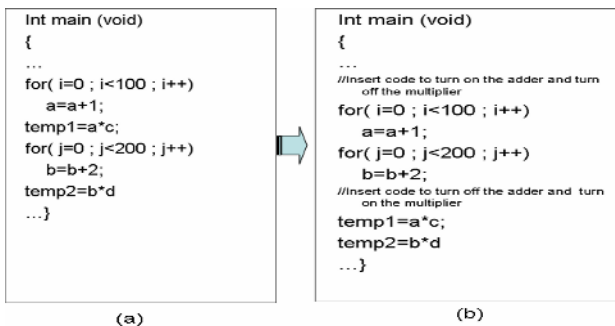 Int main (void)
{
...
for( i=0 ; i<100 ; i++)
a=a+1;
temp1=a*c;
for( j=0 ; j<200 ; j++)
b=b+2;
temp2=b*d
...}
(a)
Int main (void)
{
...
//Insert code to turn on the adder and turn
off the multiplier
for( i=0 ; i<100 ; i++)
a=a+1;
for( j=0 ; j<200 ; j++)
b=b+2;
//Insert code to turn off the adder and turn
on the multiplier
temp1=a*c;
temp2=b*d
...}
(b)